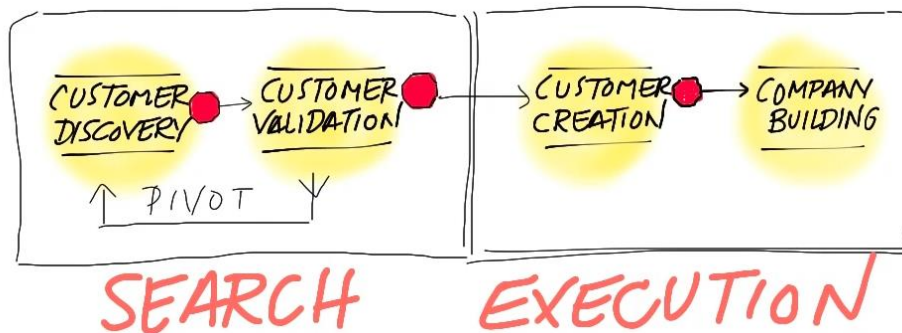 CUSTOMER
DISCOVERY
CUSTOMER
VALIDATION
CUSTOMER
CREATION
COMPANY
BUILDING
PIVOT
SEARCH
EXECUTION